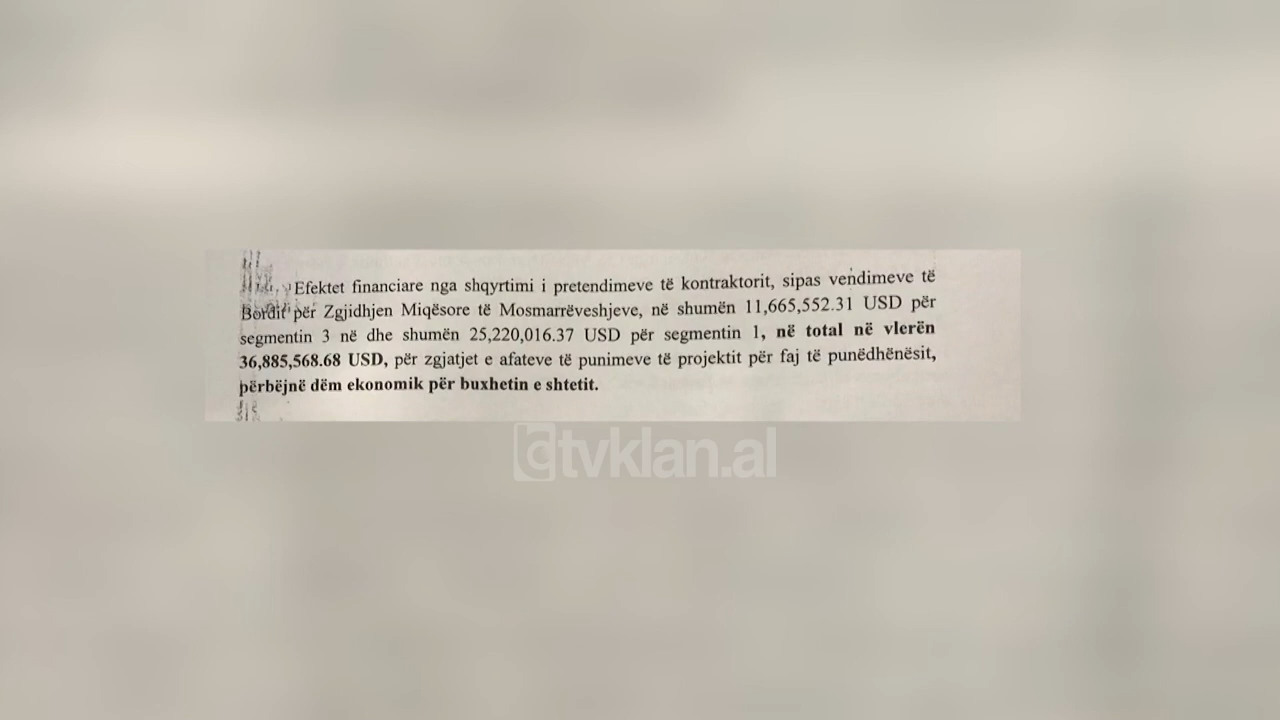 Efektet financiare nga shqyrtimi i pretendimeve të kontraktorit, sipas vendimeve të
Bordit për Zgjidhjen Miqësore të Mosmarrëveshjeve, në shumën 11,665,552.31 USD për
segmentin 3 në dhe shumën 25,220,016.37 USD për segmentin 1, në total në vlerën
36,885,568.68 USD, për zgjatjet e afateve të punimeve të projektit për faj të punëdhënësit,
përbëjnë dëm ekonomik për buxhetin e shtetit.
tvklan.al